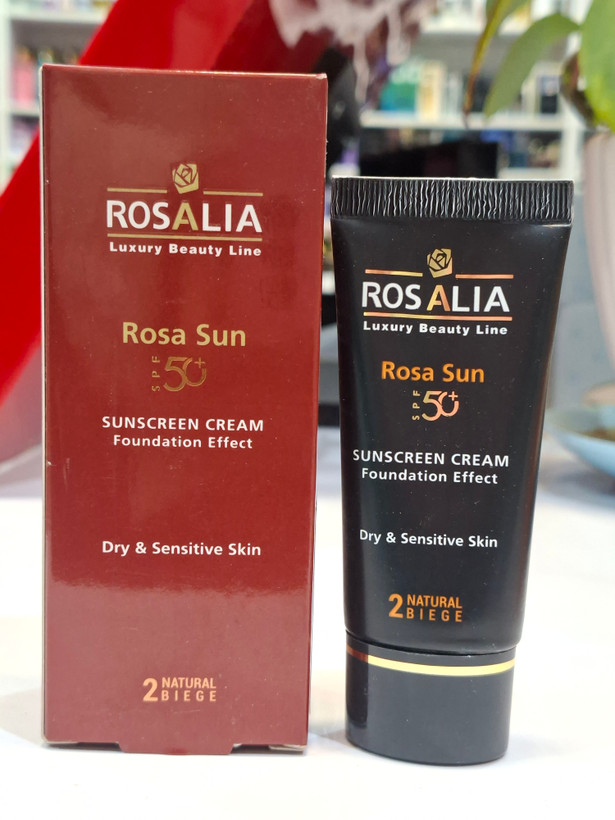 ROSALIA
Luxury Beauty Line
Rosa Sun
SPF 50+
SUNSCREEN CREAM
Foundation Effect
Dry & Sensitive Skin
2 NATURAL
BIEGE
ROSALIA
Luxury Beauty Line
Rosa Sun
SPF 50+
SUNSCREEN CREAM
Foundation Effect
Dry & Sensitive Skin
2 NATURAL
BIEGE